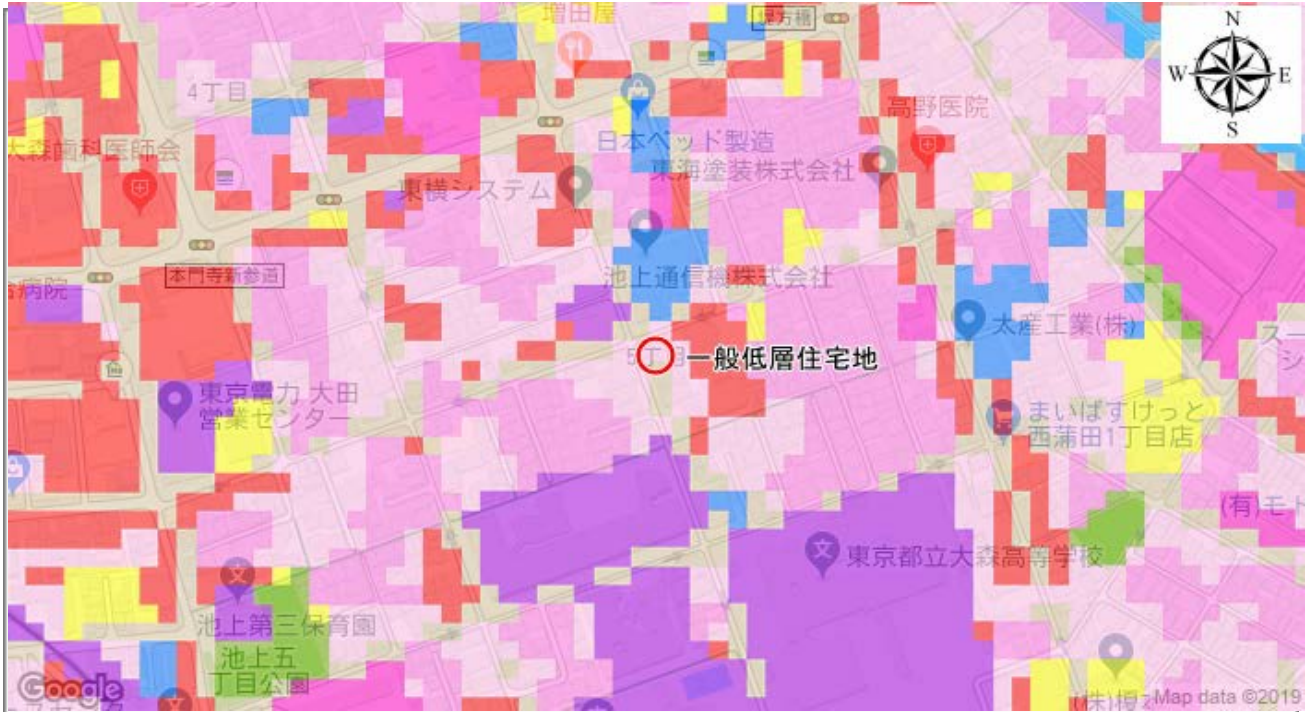 増田屋
堤方橋
N
W E
S
4丁目
高野医院
日本ベッド製造
大森歯科医師会
東海塗装株式会社
東横システム
本門寺新参道
池上通信機株式会社
太産工業(株)
5丁目
一般低層住宅地
東京電力 大田
営業センター
まいばすけっと
西蒲田1丁目店
(有)モト
東京都立大森高等学校
池上第三保育園
池上五
丁目公園
Google
Map data ©2019